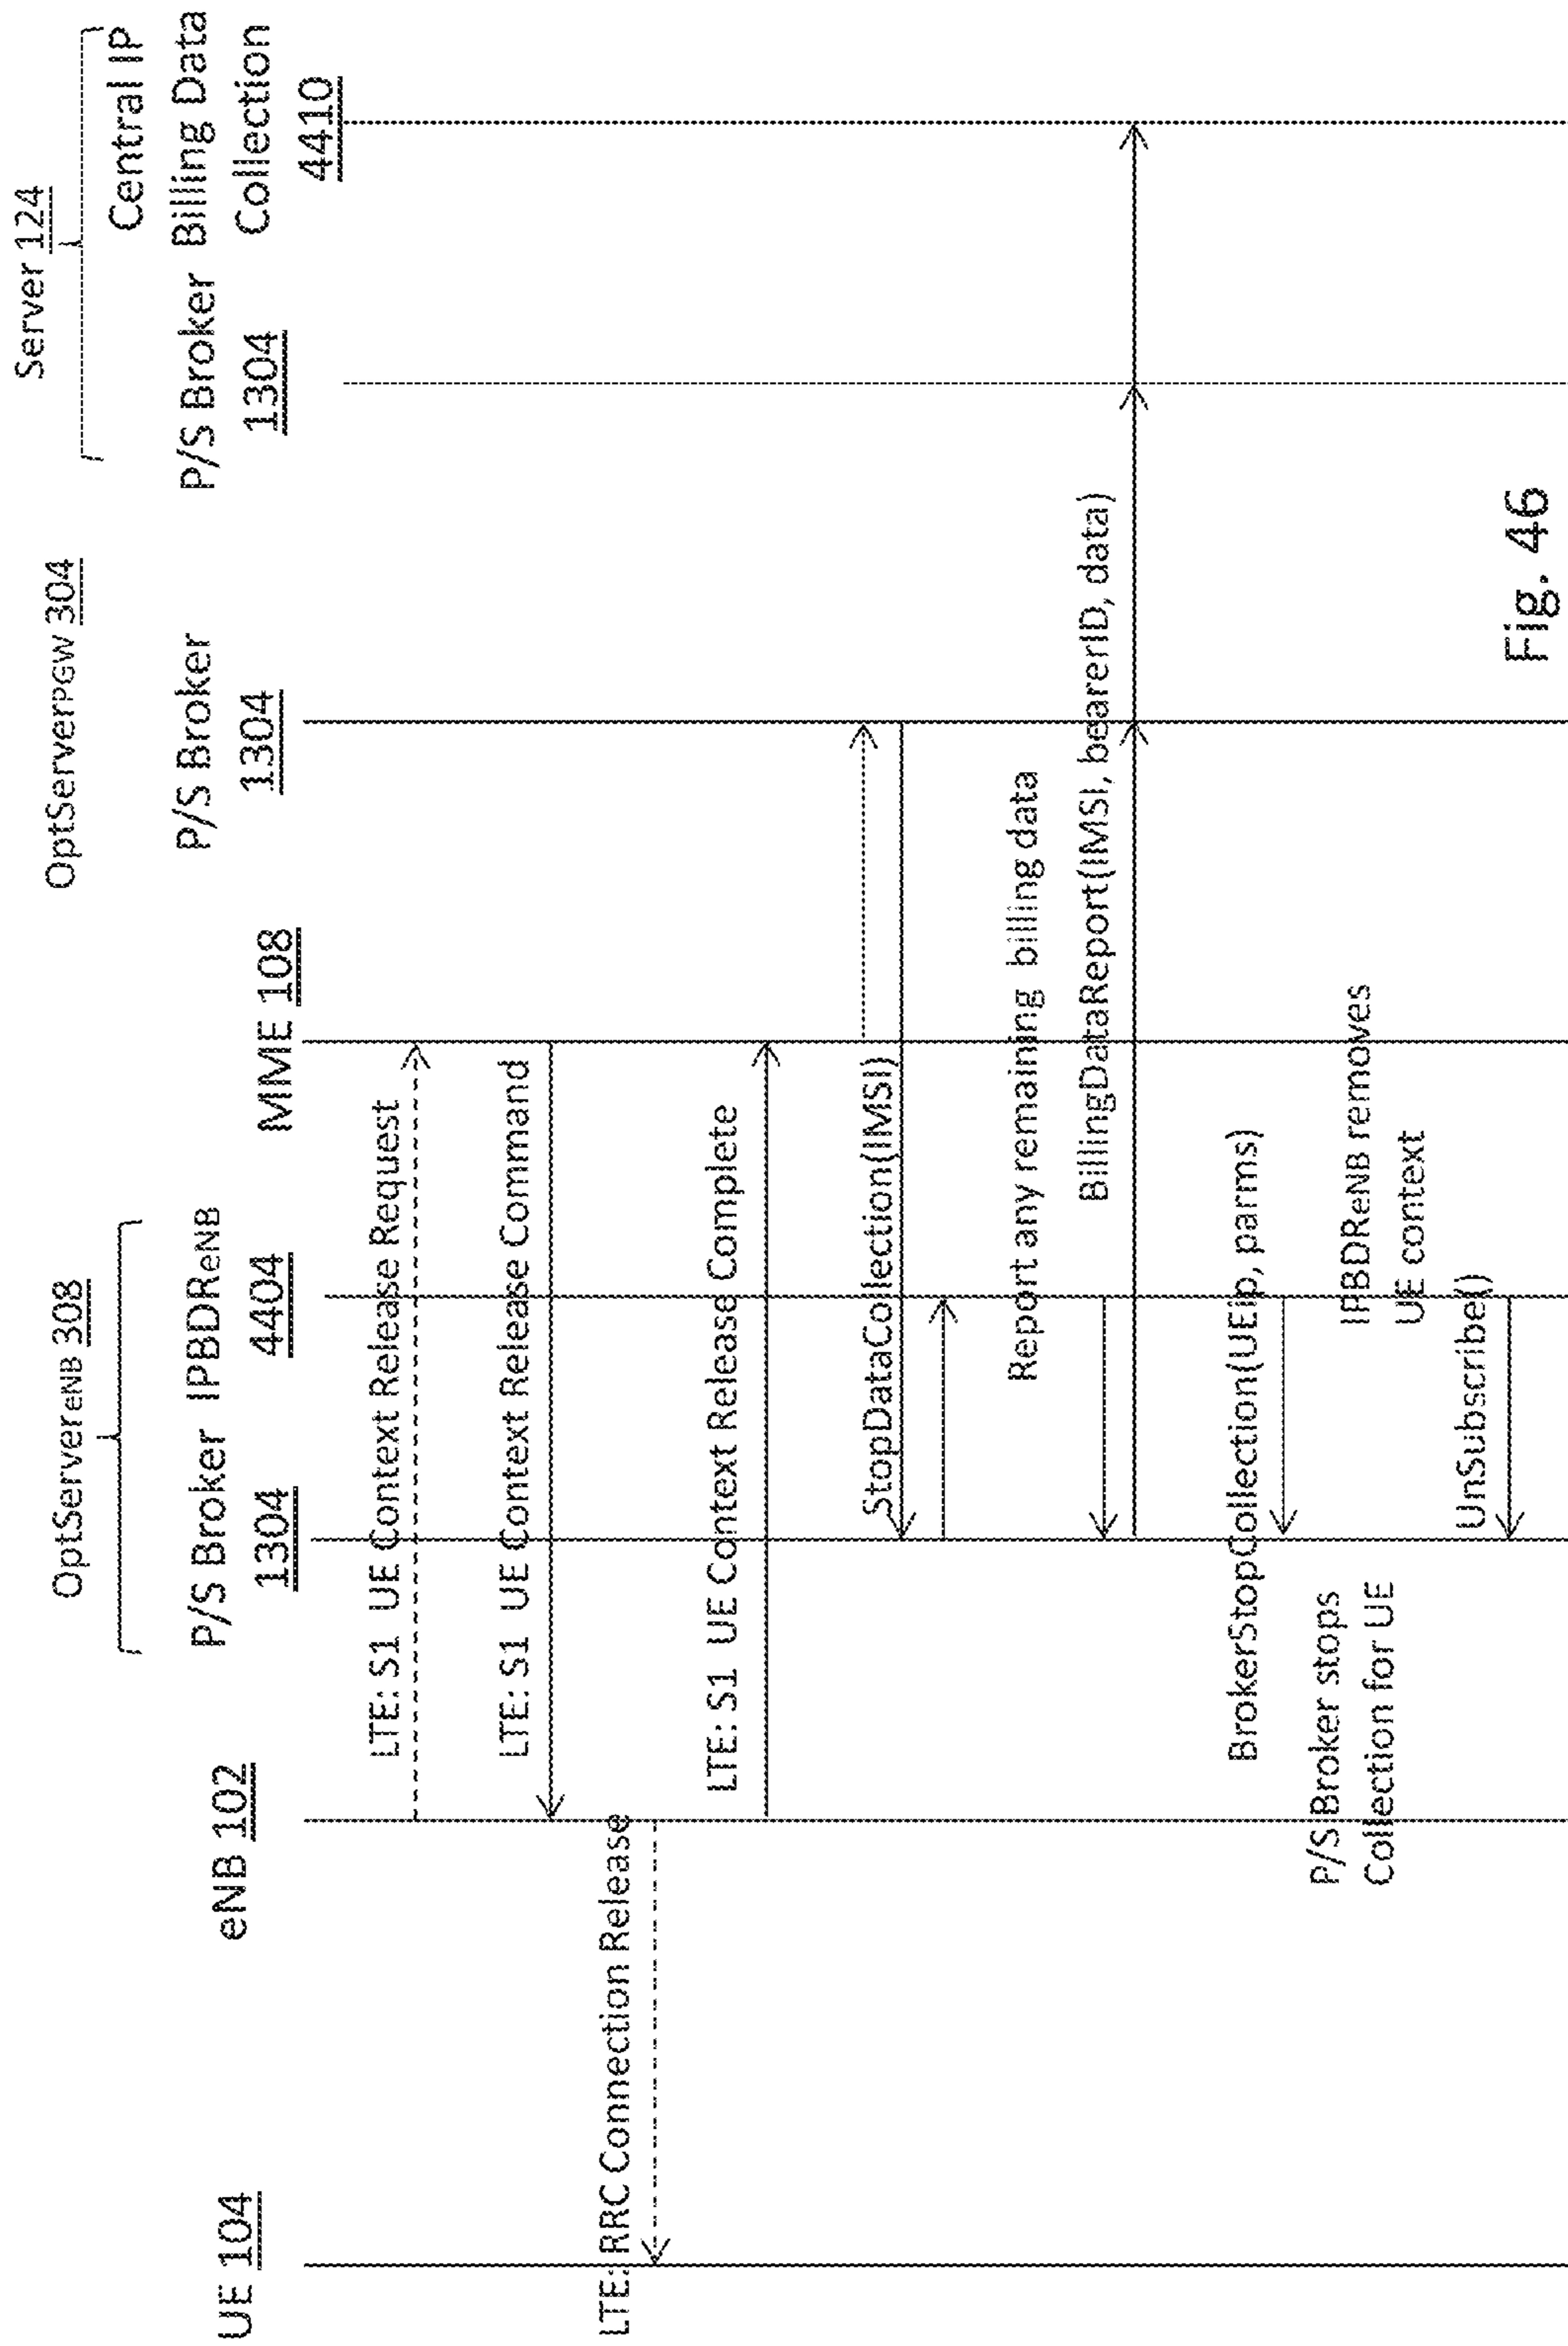 Server 124
OptServereNB 308
OptServerPGW 304
Central IP
UE 104
eNB 102
P/S Broker
1304
IPBDReNB
4404
MME 108
P/S Broker
1304
P/S Broker
1304
Billing Data
Collection
4410
LTE: S1 UE Context Release Request
LTE: S1 UE Context Release Command
LTE: RRC Connection Release
LTE: S1 UE Context Release Complete
StopDataCollection(IMSI)
Report any remaining billing data
BillingDataReport(IMSI, bearerID, data)
BrokerStopCollection(UEip, parms)
P/S Broker stops
Collection for UE
IPBDReNB removes
UE context
UnSubscribe()
Fig. 46